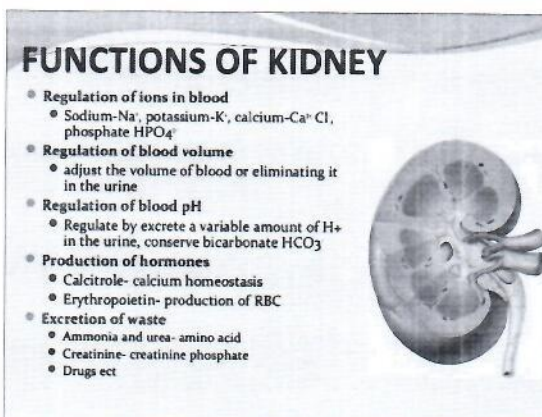 FUNCTIONS OF KIDNEY
Regulation of ions in blood
Sodium-Na⁺, potassium-K⁺, calcium-Ca²⁺ Cl,
phosphate HPO4⁻
Regulation of blood volume
adjust the volume of blood or eliminating it
in the urine
Regulation of blood pH
Regulate by excrete a variable amount of H+
in the urine, conserve bicarbonate HCO3
Production of hormones
Calcitrole- calcium homeostasis
Erythropoietin- production of RBC
Excretion of waste
Ammonia and urea- amino acid
Creatinine- creatinine phosphate
Drugs ect